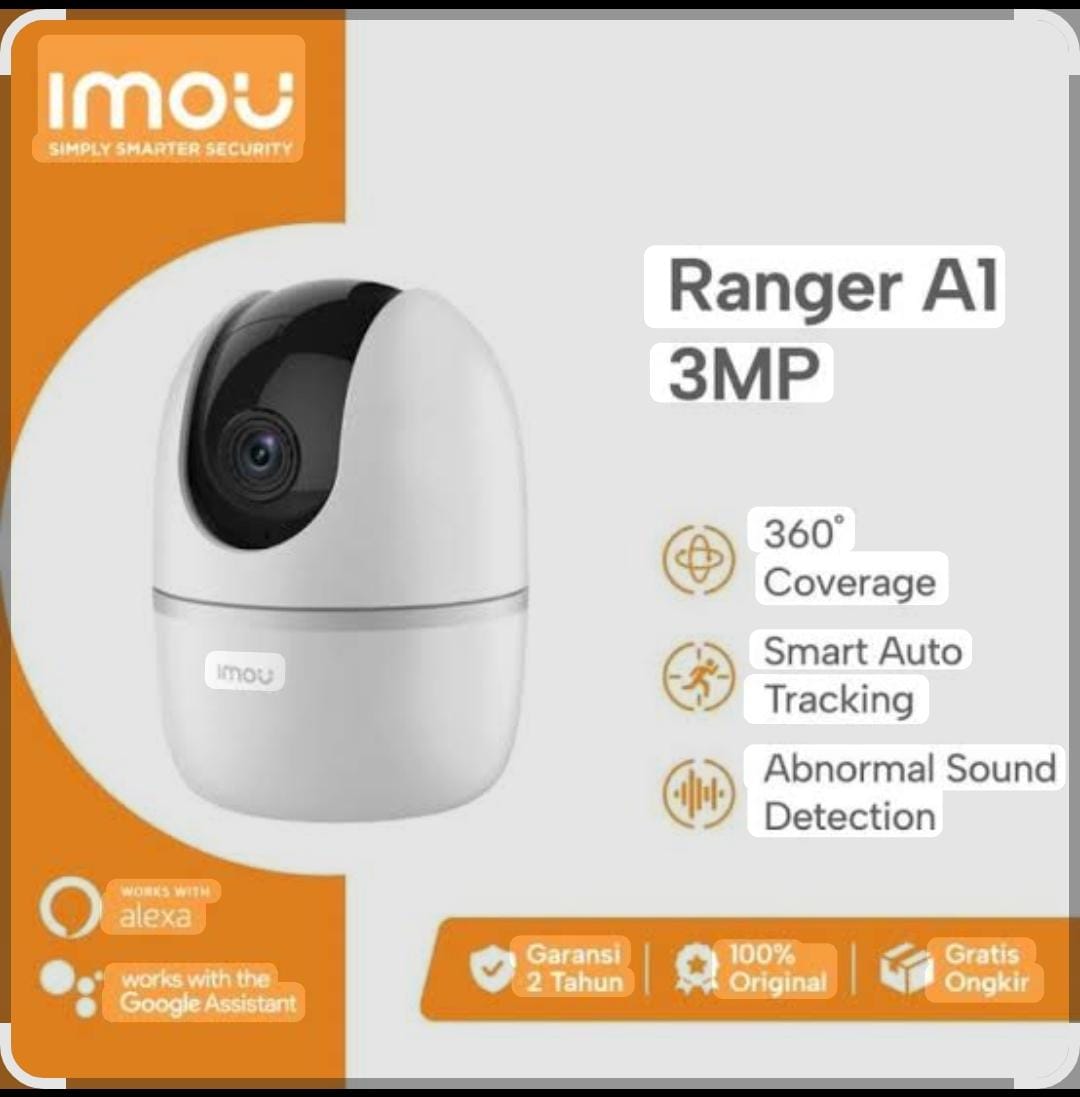 imou
SIMPLY SMARTER SECURITY
Ranger A1
3MP
360°
Coverage
Smart Auto
Tracking
Abnormal Sound
Detection
imou
WORKS WITH
alexa
works with the
Google Assistant
Garansi
2 Tahun
100%
Original
Gratis
Ongkir